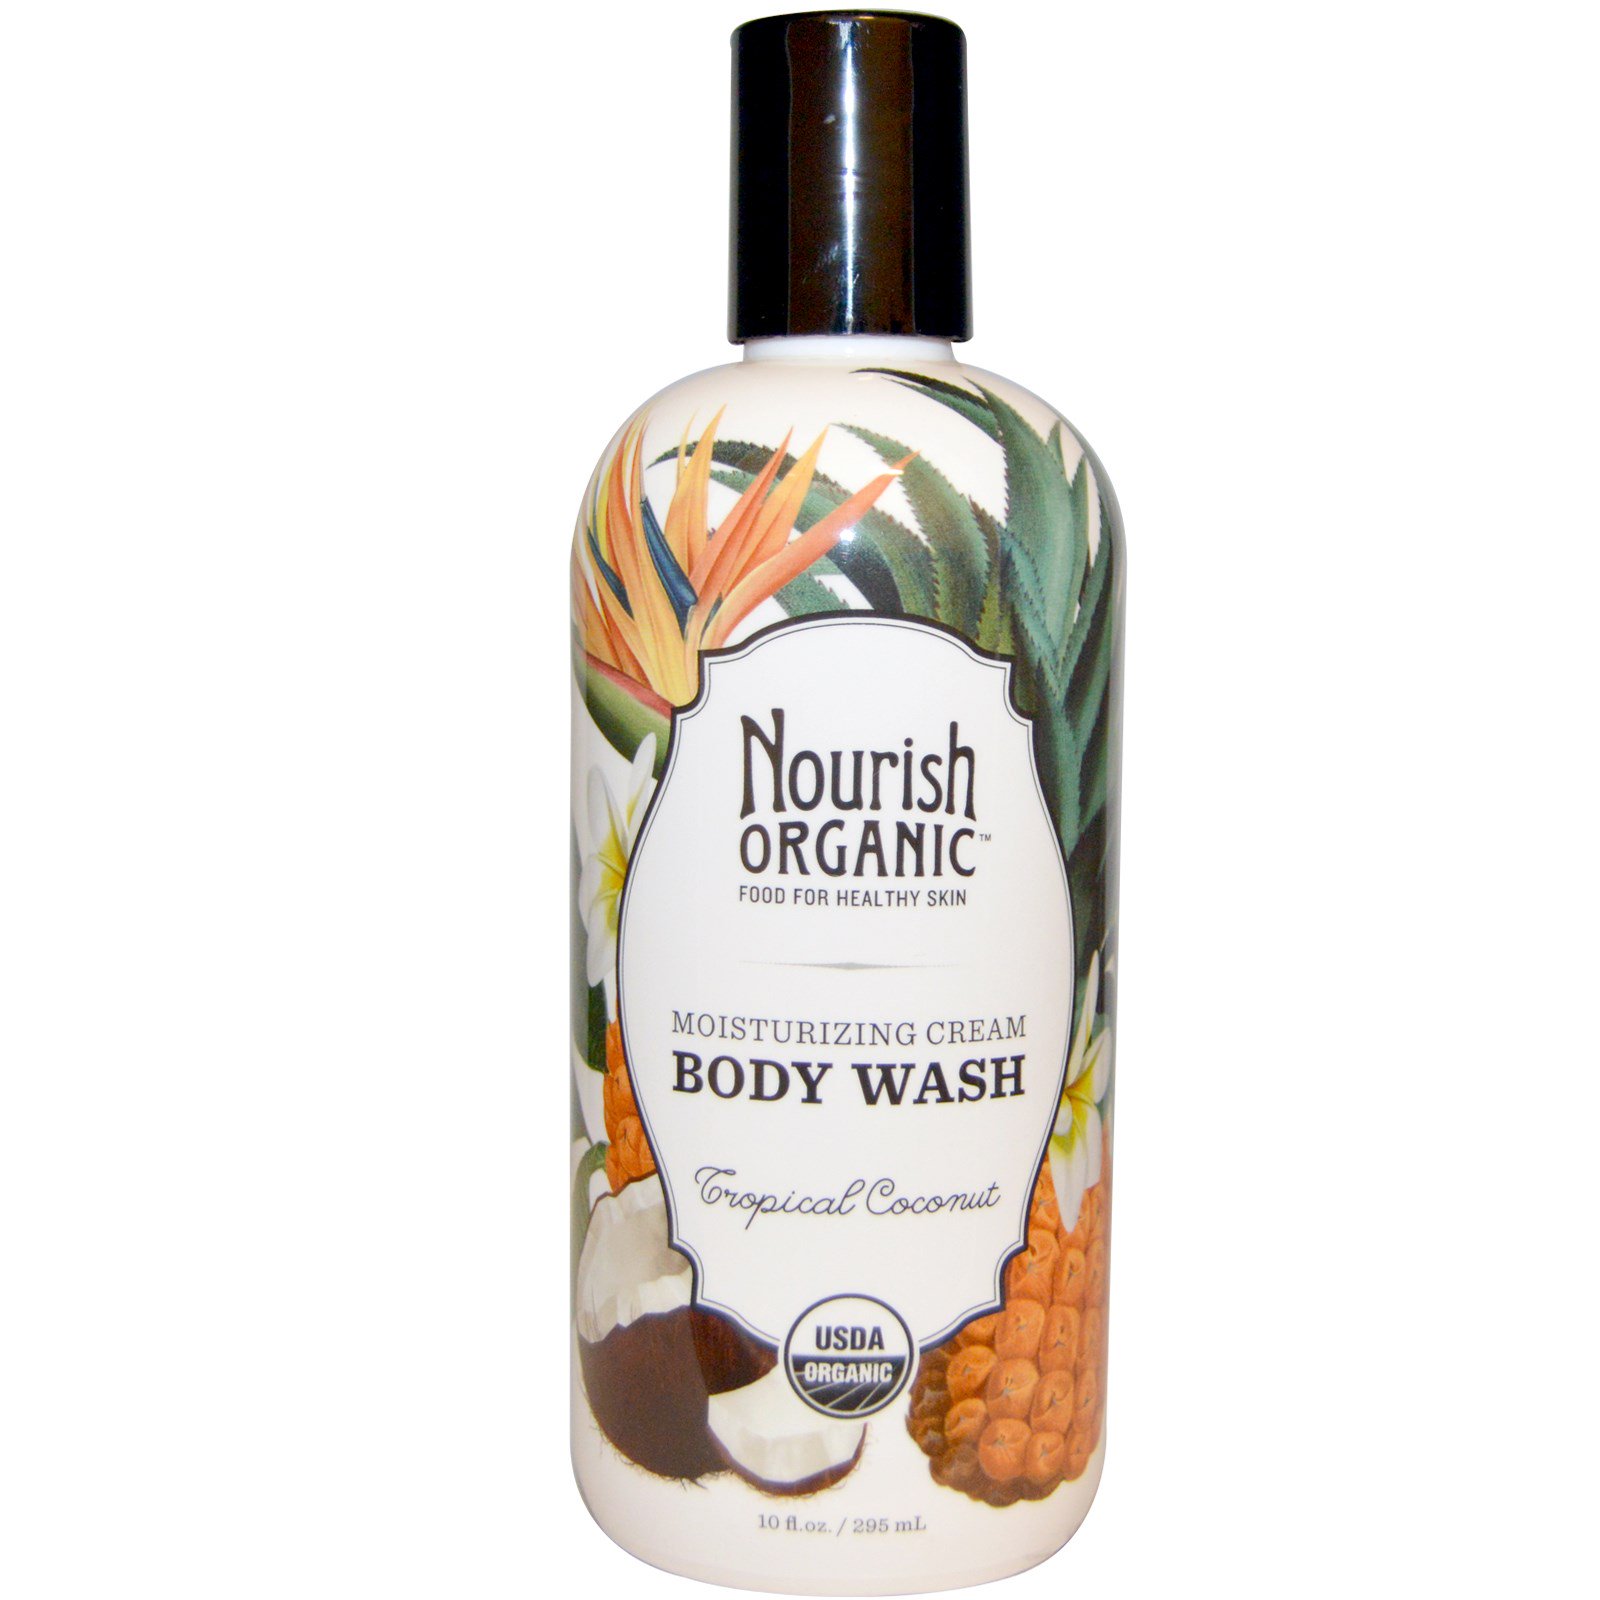 Nourish
ORGANIC™
FOOD FOR HEALTHY SKIN
MOISTURIZING CREAM
BODY WASH
Tropical Coconut
USDA
ORGANIC
10 fl.oz. / 295 mL